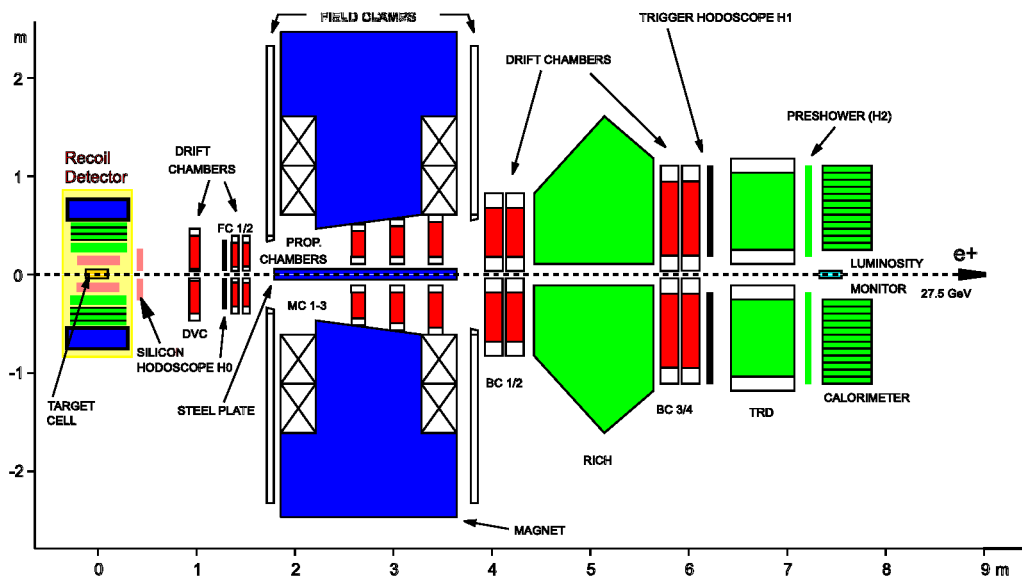 FIELD CLAMPS
TRIGGER HODOSCOPE H1
m
DRIFT CHAMBERS
2
PRESHOWER (H2)
Recoil
Detector
DRIFT
CHAMBERS
1
FC 1/2
PROP.
CHAMBERS
e+
LUMINOSITY
0
MONITOR
27.5 GeV
MC 1-3
DVC
SILICON
HODOSCOPE H0
-1
BC 1/2
TARGET
CELL
STEEL PLATE
BC 3/4
TRD
CALORIMETER
RICH
-2
MAGNET
0 1 2 3 4 5 6 7 8 9 m